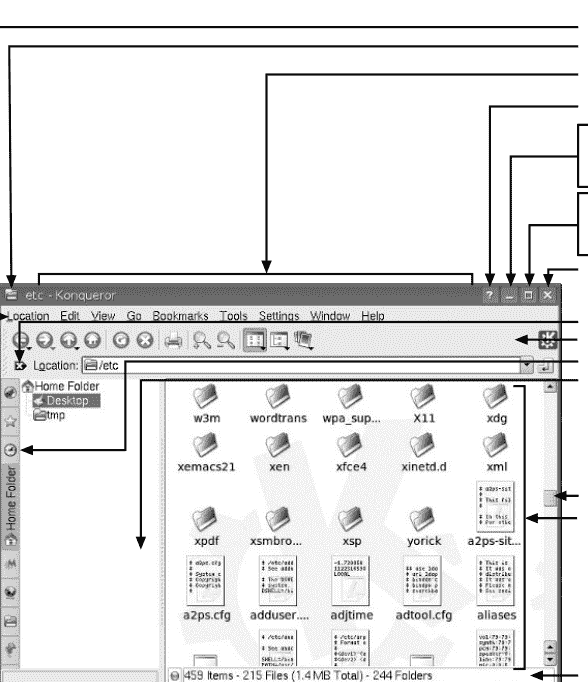 etc - Konqueror
?
Location Edit View Go Bookmarks Tools Settings Window Help
Location: /etc
Home Folder
Desktop
tmp
Home Folder
w3m wordtrans wpa_sup... X11 xdg
xemacs21 xen xfce4 xinetd.d xml
xpdf xsmbro... xsp yorick a2ps-sit...
a2ps.cfg adduser.... adjtime adtool.cfg aliases
459 Items - 215 Files (1.4 MB Total) - 244 Folders